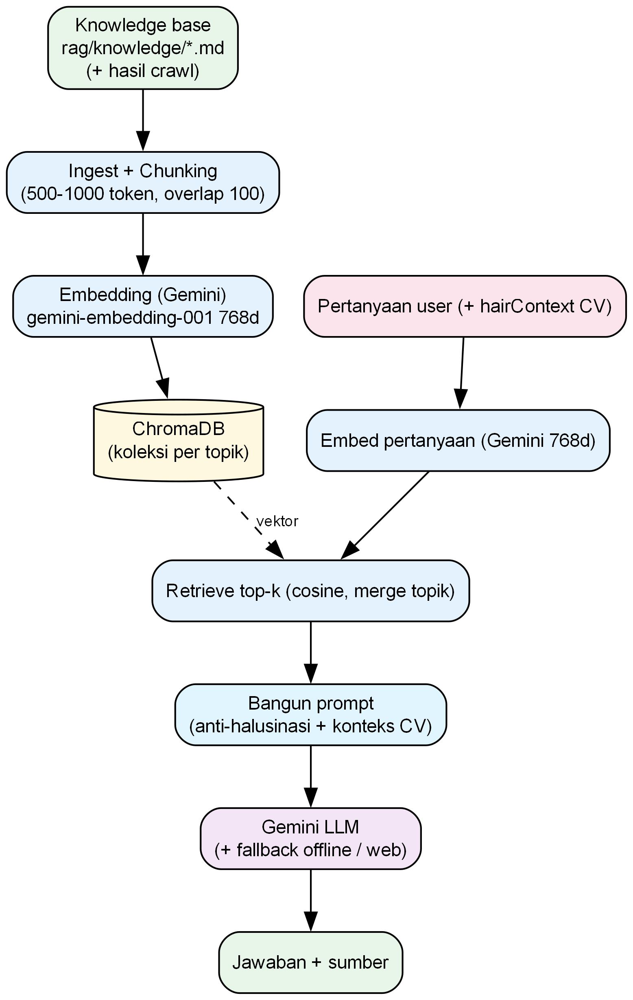 Knowledge base
rag/knowledge/*.md
(+ hasil crawl)
Ingest + Chunking
(500-1000 token, overlap 100)
Embedding (Gemini)
gemini-embedding-001 768d
Pertanyaan user (+ hairContext CV)
ChromaDB
(koleksi per topik)
Embed pertanyaan (Gemini 768d)
vektor
Retrieve top-k (cosine, merge topik)
Bangun prompt
(anti-halusinasi + konteks CV)
Gemini LLM
(+ fallback offline / web)
Jawaban + sumber